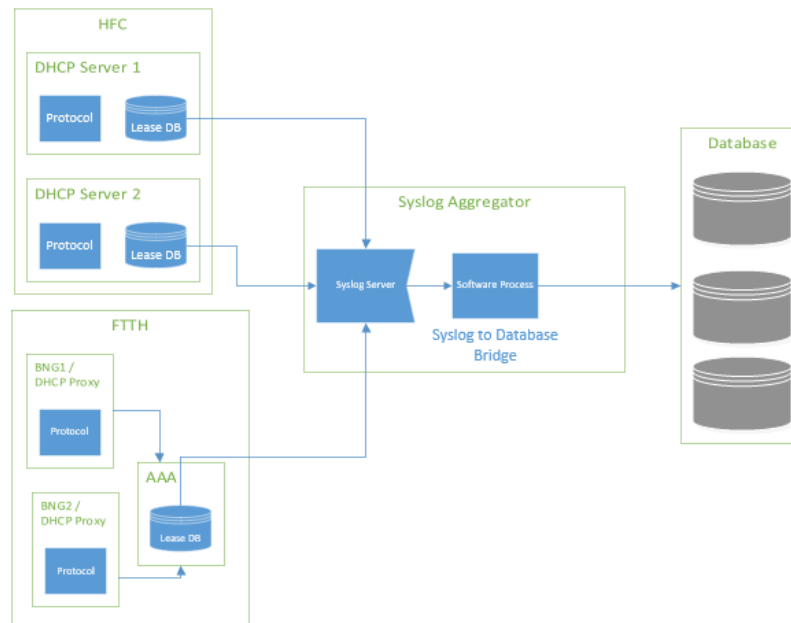 HFC
DHCP Server 1
Protocol
Lease DB
DHCP Server 2
Protocol
Lease DB
FTTH
BNG1 /
DHCP Proxy
Protocol
BNG2 /
DHCP Proxy
Protocol
AAA
Lease DB
Syslog Aggregator
Syslog Server
Software Process
Syslog to Database
Bridge
Database